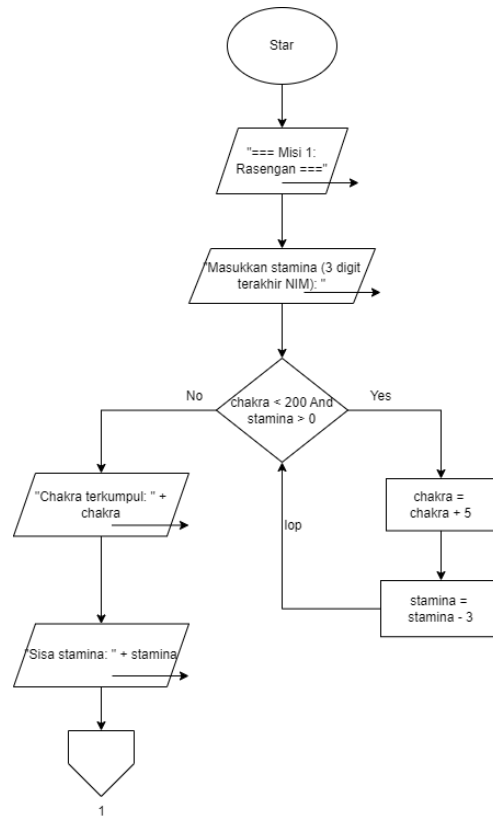 Star
"=== Misi 1:
Rasengan ==="
"Masukkan stamina (3 digit
terakhir NIM): "
chakra < 200 And
stamina > 0
No
Yes
"Chakra terkumpul: " +
chakra
chakra =
chakra + 5
lop
stamina =
stamina - 3
"Sisa stamina: " + stamina
1